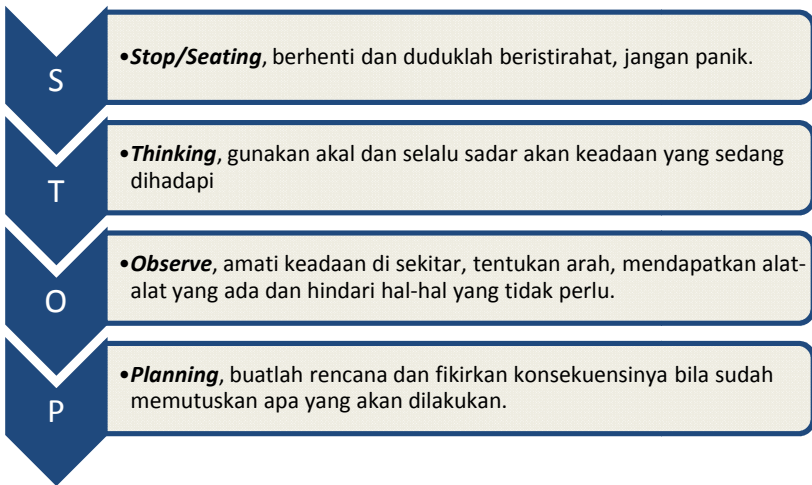 S
•Stop/Seating, berhenti dan duduklah beristirahat, jangan panik.
T
•Thinking, gunakan akal dan selalu sadar akan keadaan yang sedang
dihadapi
O
•Observe, amati keadaan di sekitar, tentukan arah, mendapatkan alat-
alat yang ada dan hindari hal-hal yang tidak perlu.
P
•Planning, buatlah rencana dan fikirkan konsekuensinya bila sudah
memutuskan apa yang akan dilakukan.